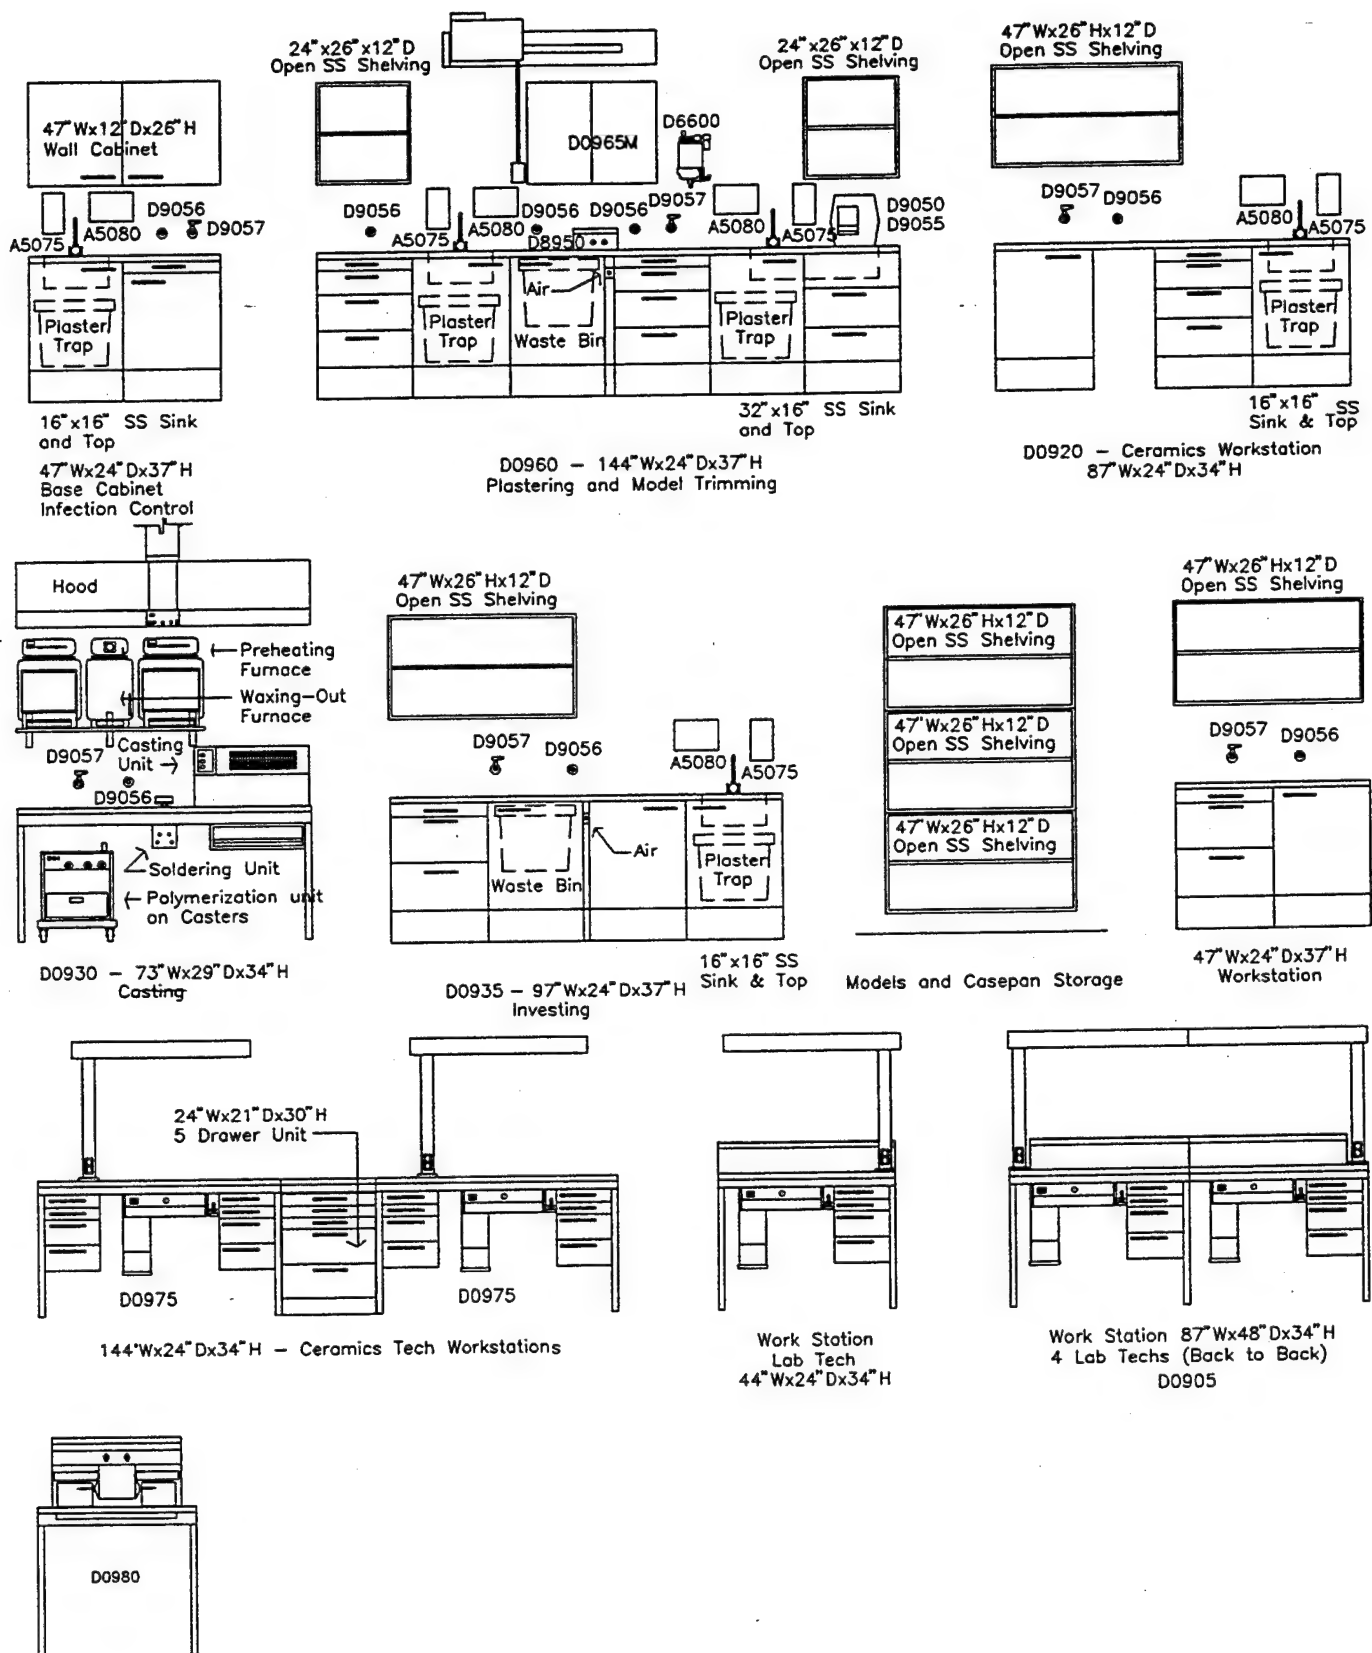 47"Wx12"Dx26"H
Wall Cabinet
A5075
A5080
D9056
D9057
Plaster
Trap
16"x16" SS Sink
and Top
47"Wx24"Dx37"H
Base Cabinet
Infection Control
24"x26"x12"D
Open SS Shelving
D0965M
D6600
24"x26"x12"D
Open SS Shelving
D9056
A5075
A5080
D9056
D8950
D9056
D9057
A5080
A5075
D9050
D9055
Air
Plaster
Trap
Waste Bin
Plaster
Trap
32"x16" SS Sink
and Top
D0960 - 144"Wx24"Dx37"H
Plastering and Model Trimming
47"Wx26"Hx12"D
Open SS Shelving
D9057
D9056
A5080
A5075
Plaster
Trap
16"x16" SS
Sink & Top
D0920 - Ceramics Workstation
87"Wx24"Dx34"H
Hood
Preheating
Furnace
Waxing-Out
Furnace
Casting
Unit
D9057
D9056
Soldering Unit
Polymerization unit
on Casters
D0930 - 73"Wx29"Dx34"H
Casting
47"Wx26"Hx12"D
Open SS Shelving
D9057
D9056
A5080
A5075
Air
Waste Bin
Plaster
Trap
16"x16" SS
Sink & Top
D0935 - 97"Wx24"Dx37"H
Investing
47"Wx26"Hx12"D
Open SS Shelving
47"Wx26"Hx12"D
Open SS Shelving
47"Wx26"Hx12"D
Open SS Shelving
Models and Casepan Storage
47"Wx26"Hx12"D
Open SS Shelving
D9057
D9056
47"Wx24"Dx37"H
Workstation
24"Wx21"Dx30"H
5 Drawer Unit
D0975
D0975
144"Wx24"Dx34"H - Ceramics Tech Workstations
Work Station
Lab Tech
44"Wx24"Dx34"H
Work Station 87"Wx48"Dx34"H
4 Lab Techs (Back to Back)
D0905
D0980